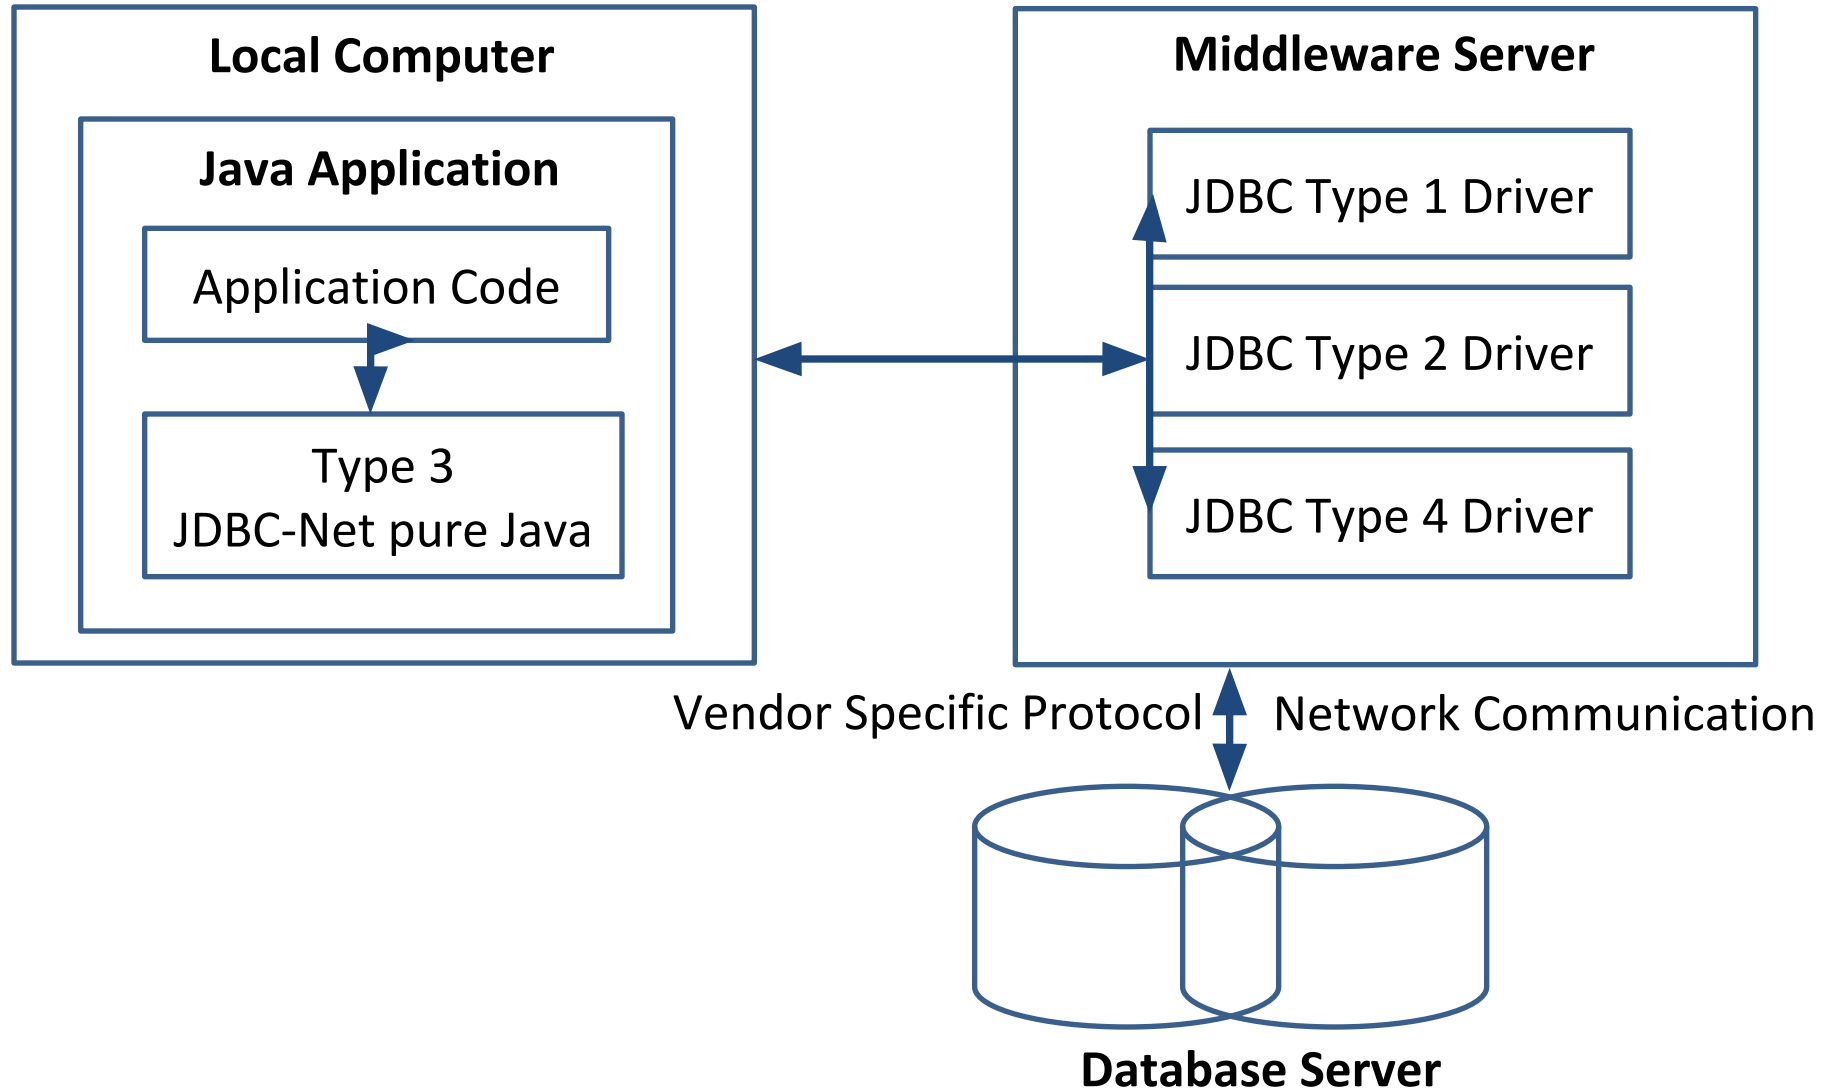 Local Computer
Java Application
Application Code
Type 3
JDBC-Net pure Java
Middleware Server
JDBC Type 1 Driver
JDBC Type 2 Driver
JDBC Type 4 Driver
Vendor Specific Protocol
Network Communication
Database Server